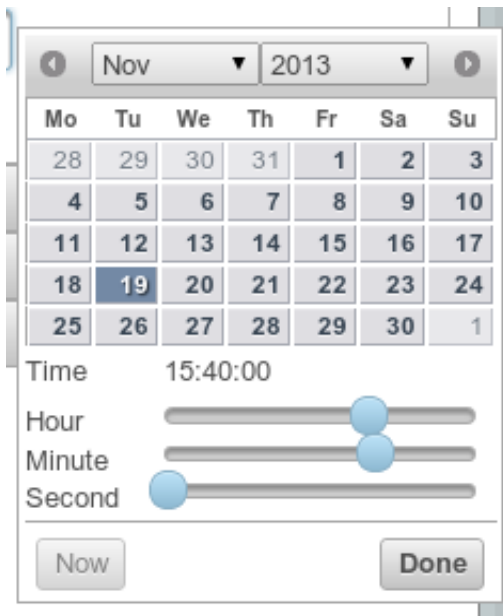 Nov 2013
Mo Tu We Th Fr Sa Su
28 29 30 31 1 2 3
4 5 6 7 8 9 10
11 12 13 14 15 16 17
18 19 20 21 22 23 24
25 26 27 28 29 30 1
Time 15:40:00
Hour
Minute
Second
Now Done